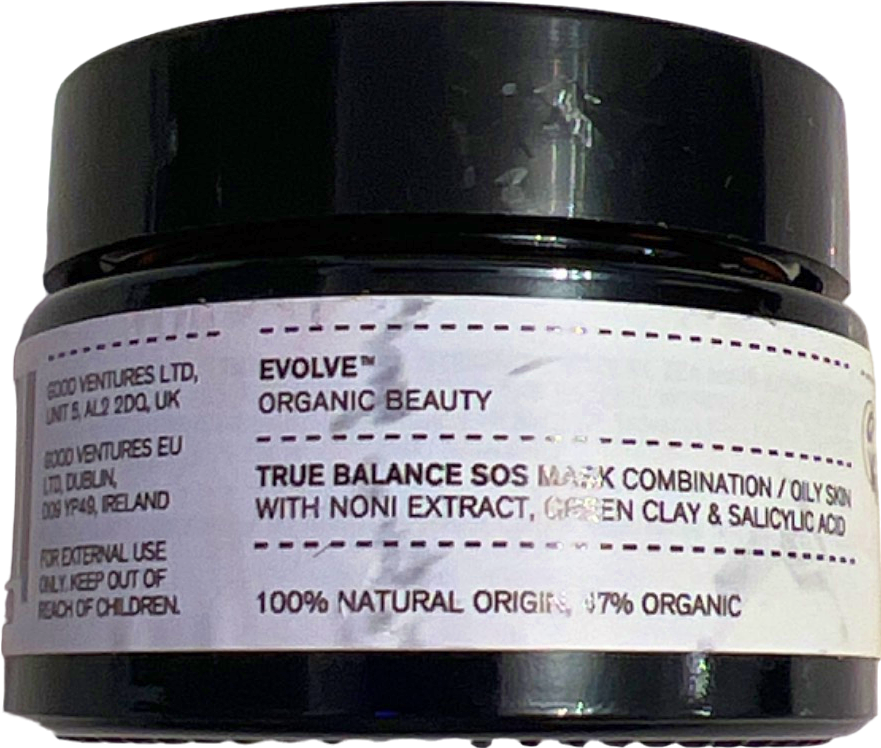 GOOD VENTURES LTD,
UNIT 5, AL2 2DQ, UK
GOOD VENTURES EU
LTD, DUBLIN,
D09 YP49, IRELAND
FOR EXTERNAL USE
ONLY. KEEP OUT OF
REACH OF CHILDREN.
EVOLVE™
ORGANIC BEAUTY
TRUE BALANCE SOS MASK COMBINATION / OILY SKIN
WITH NONI EXTRACT, GREEN CLAY & SALICYLIC ACID
100% NATURAL ORIGIN, ORGANIC